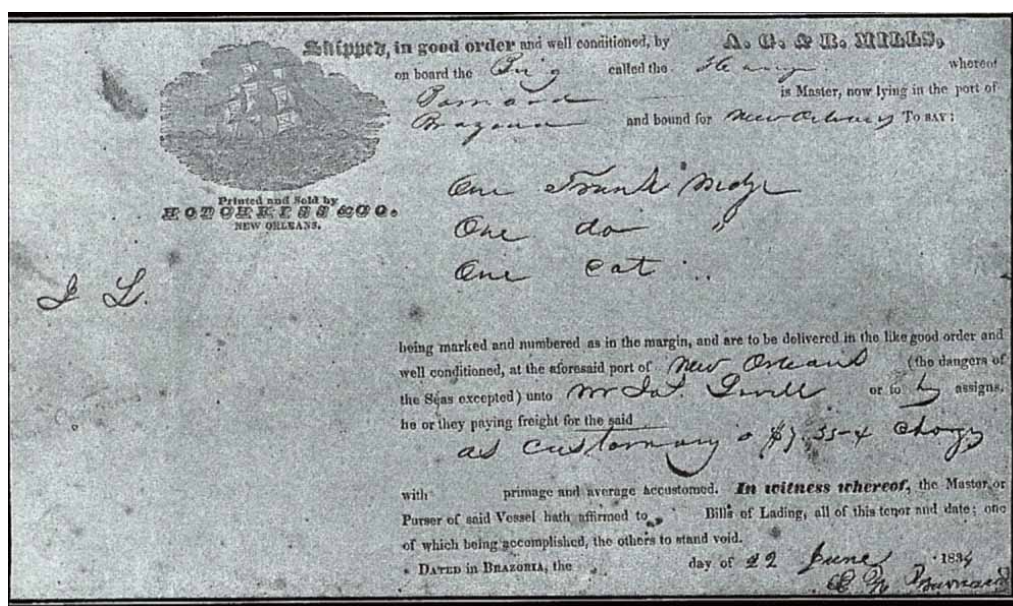 Shipped, in good order and well conditioned, by A. G. & R. MILLS,
on board the Brig called the whereof
is Master, now lying in the port of
and bound for New Orleans TO SAY:
One Trunk Mdze
One do "
One
Printed and Sold by
HOTCHKISS & CO.
NEW ORLEANS.
J L.
being marked and numbered as in the margin, and are to be delivered in the like good order and
well conditioned, at the aforesaid port of New Orleans (the dangers of
the Seas excepted) unto Mr or to assigns,
he or they paying freight for the said
as customary
with primage and average accustomed. In witness whereof, the Master or
Purser of said Vessel hath affirmed to Bills of Lading, all of this tenor and date; one
of which being accomplished, the others to stand void.
DATED in BRAZORIA, the day of 22 June 1834